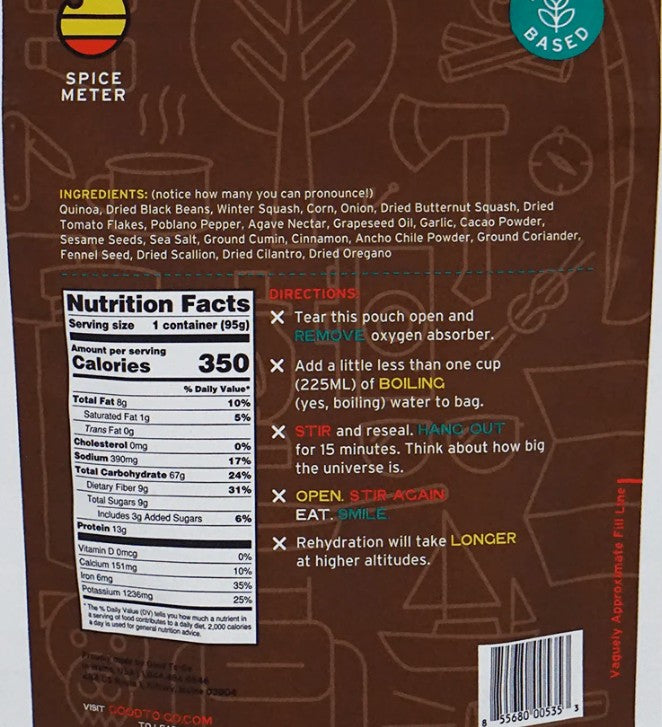 BASED
SPICE
METER
INGREDIENTS: (notice how many you can pronounce!)
Quinoa, Dried Black Beans, Winter Squash, Corn, Onion, Dried Butternut Squash, Dried
Tomato Flakes, Poblano Pepper, Agave Nectar, Grapeseed Oil, Garlic, Cacao Powder,
Sesame Seeds, Sea Salt, Ground Cumin, Cinnamon, Ancho Chile Powder, Ground Coriander,
Fennel Seed, Dried Scallion, Dried Cilantro, Dried Oregano
Nutrition Facts
Serving size 1 container (95g)
Amount per serving
Calories 350
% Daily Value*
Total Fat 8g 10%
Saturated Fat 1g 5%
Trans Fat 0g
Cholesterol 0mg 0%
Sodium 390mg 17%
Total Carbohydrate 67g 24%
Dietary Fiber 9g 31%
Total Sugars 9g
Includes 3g Added Sugars 6%
Protein 13g
Vitamin D 0mcg 0%
Calcium 151mg 10%
Iron 6mg 35%
Potassium 1236mg 25%
*The % Daily Value (DV) tells you how much a nutrient in
a serving of food contributes to a daily diet. 2,000 calories
a day is used for general nutrition advice.
DIRECTIONS:
Tear this pouch open and
REMOVE oxygen absorber.
Add a little less than one cup
(225ML) of BOILING
(yes, boiling) water to bag.
STIR and reseal. HANG OUT
for 15 minutes. Think about how big
the universe is.
OPEN. STIR AGAIN
EAT. SMILE
Rehydration will take LONGER
at higher altitudes.
Vaguely Approximate Fill Line
VISIT GOODTO-GO.COM
8 55680 00535 3